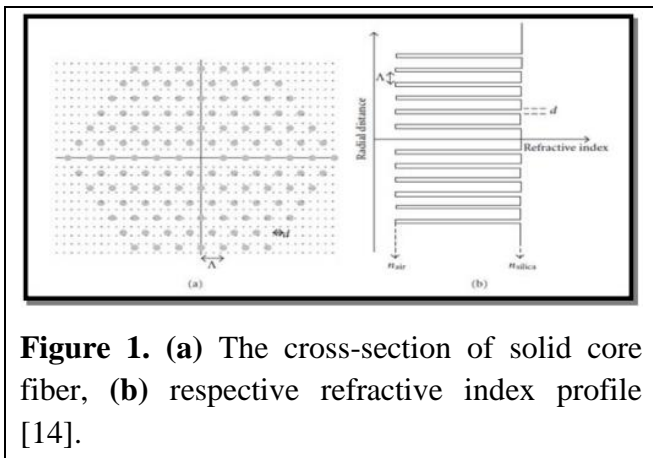 Radial distance
Λ
d
Refractive index
d
Λ
n_air
n_silica
(a)
(b)
Figure 1. (a) The cross-section of solid core
fiber, (b) respective refractive index profile
[14].